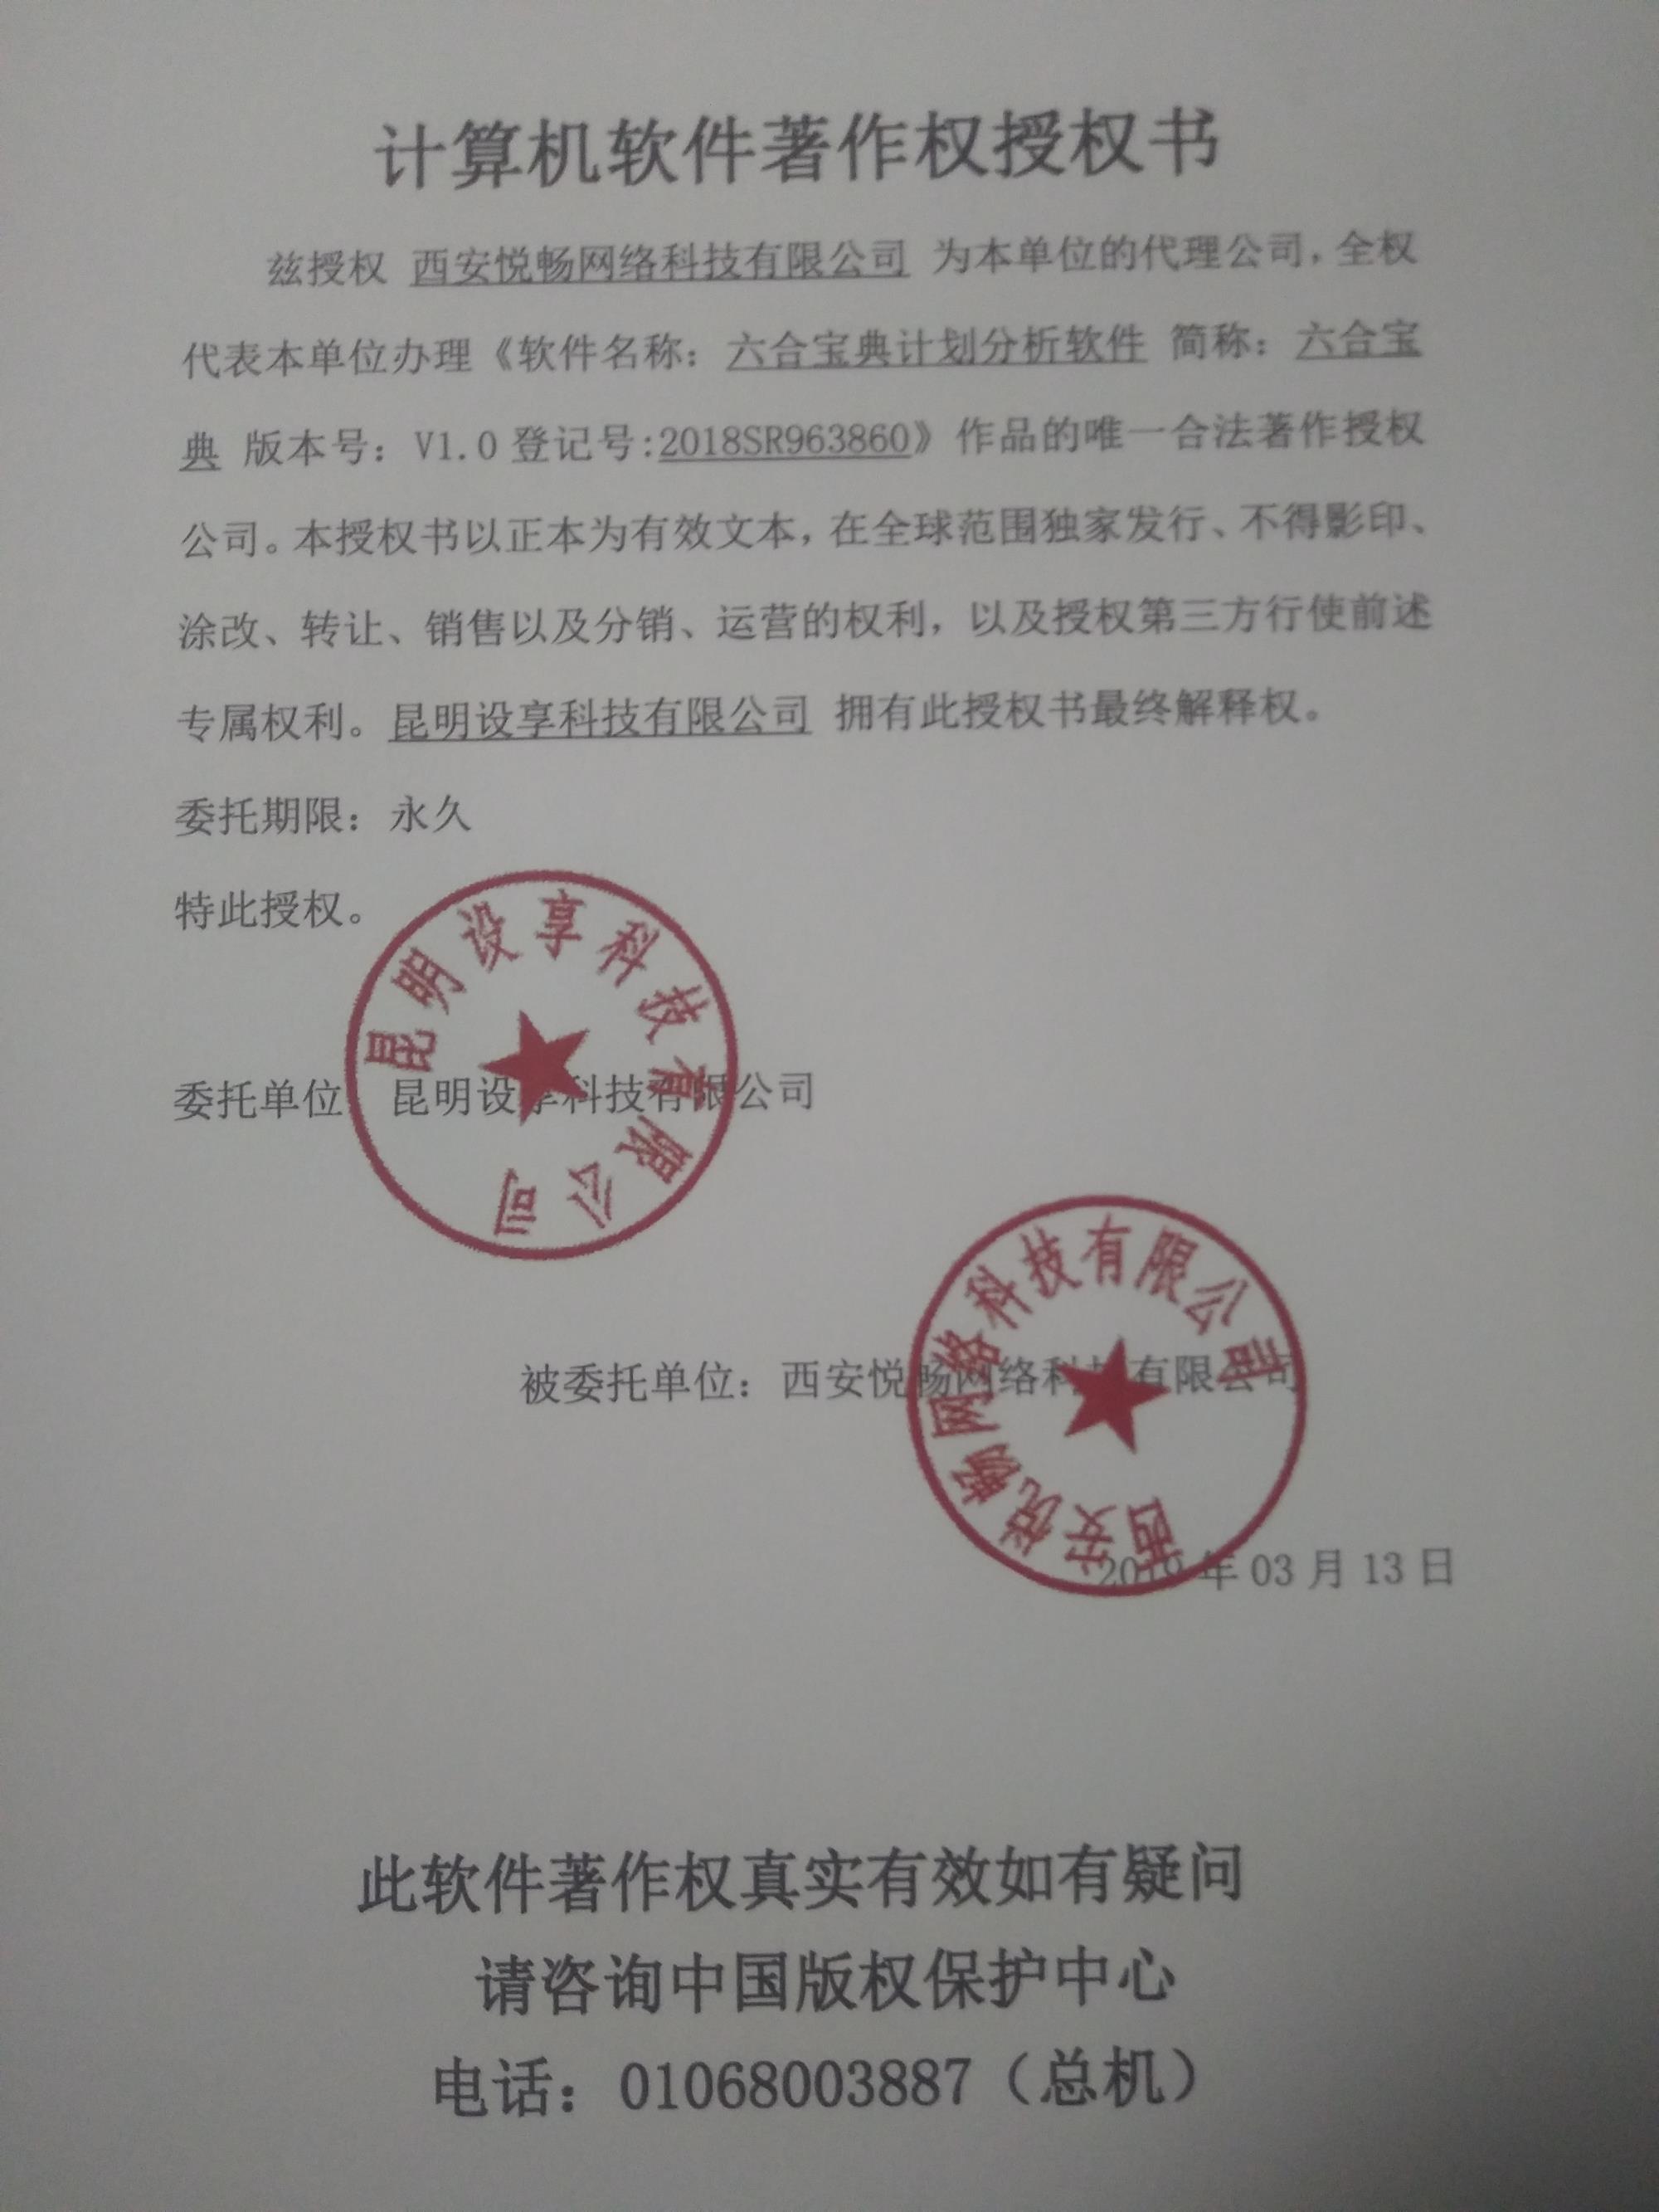 计算机软件著作权授权书
兹授权 西安悦畅网络科技有限公司 为本单位的代理公司，全权
代表本单位办理《软件名称：六合宝典计划分析软件 简称：六合宝
典 版本号：V1.0 登记号:2018SR963860》作品的唯一合法著作授权
公司。本授权书以正本为有效文本，在全球范围独家发行、不得影印、
涂改、转让、销售以及分销、运营的权利，以及授权第三方行使前述
专属权利。昆明设享科技有限公司 拥有此授权书最终解释权。
委托期限：永久
特此授权。
昆明设享科技有限公司
委托单位 昆明设享科技有限公司
西安悦畅网络科技有限公司
被委托单位：西安悦畅网络科技有限公司
2019 年 03 月 13 日
此软件著作权真实有效如有疑问
请咨询中国版权保护中心
电话：01068003887（总机）